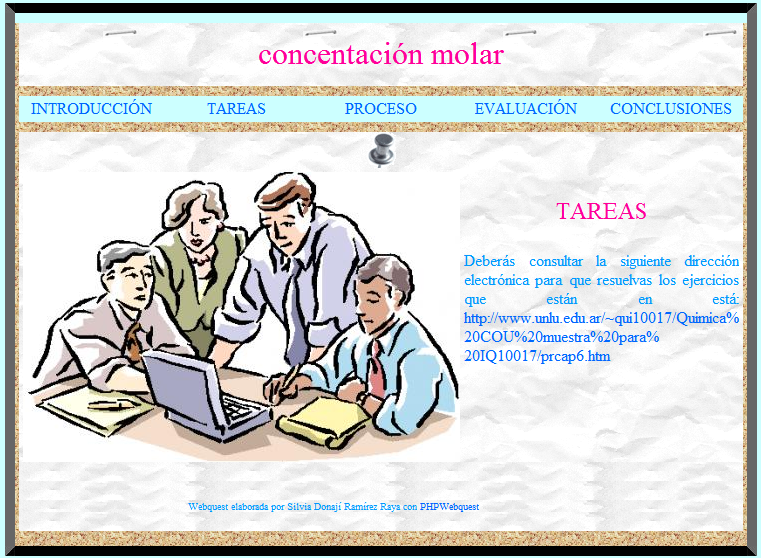 concentación molar
INTRODUCCIÓN TAREAS PROCESO EVALUACIÓN CONCLUSIONES
TAREAS
Deberás consultar la siguiente dirección
electrónica para que resuelvas los ejercicios
que están en está:
http://www.unlu.edu.ar/~qui10017/Quimica%
20COU%20muestra%20para%
20IQ10017/prcap6.htm
Webquest elaborada por Silvia Donají Ramírez Raya con PHPWebquest